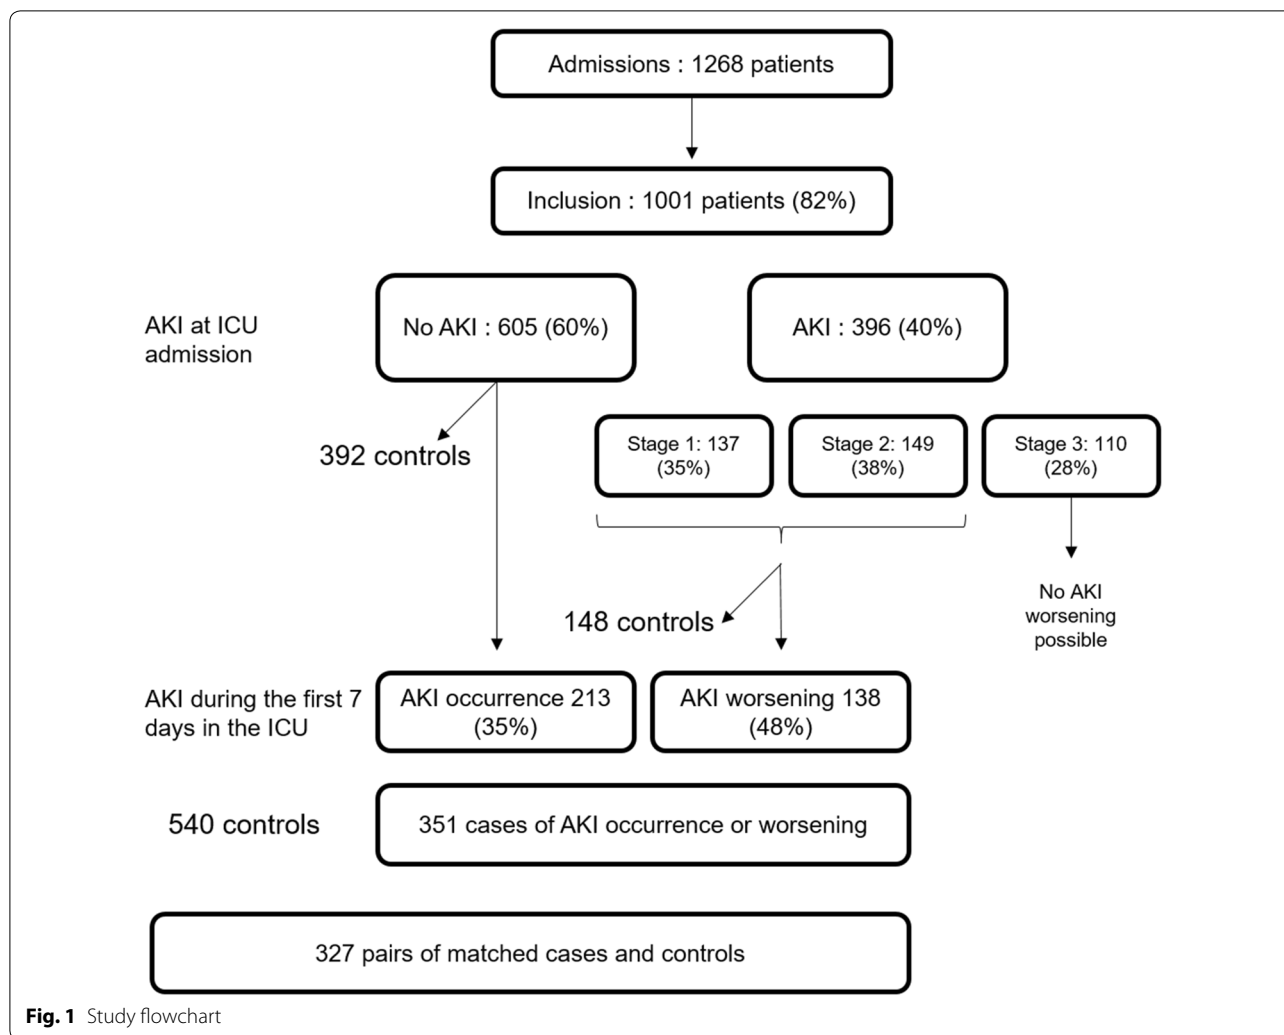 Admissions : 1268 patients
Inclusion : 1001 patients (82%)
AKI at ICU
admission
No AKI : 605 (60%)
AKI : 396 (40%)
392 controls
Stage 1: 137
(35%)
Stage 2: 149
(38%)
Stage 3: 110
(28%)
148 controls
No AKI
worsening
possible
AKI during the first 7
days in the ICU
AKI occurrence 213
(35%)
AKI worsening 138
(48%)
540 controls
351 cases of AKI occurrence or worsening
327 pairs of matched cases and controls
Fig. 1 Study flowchart